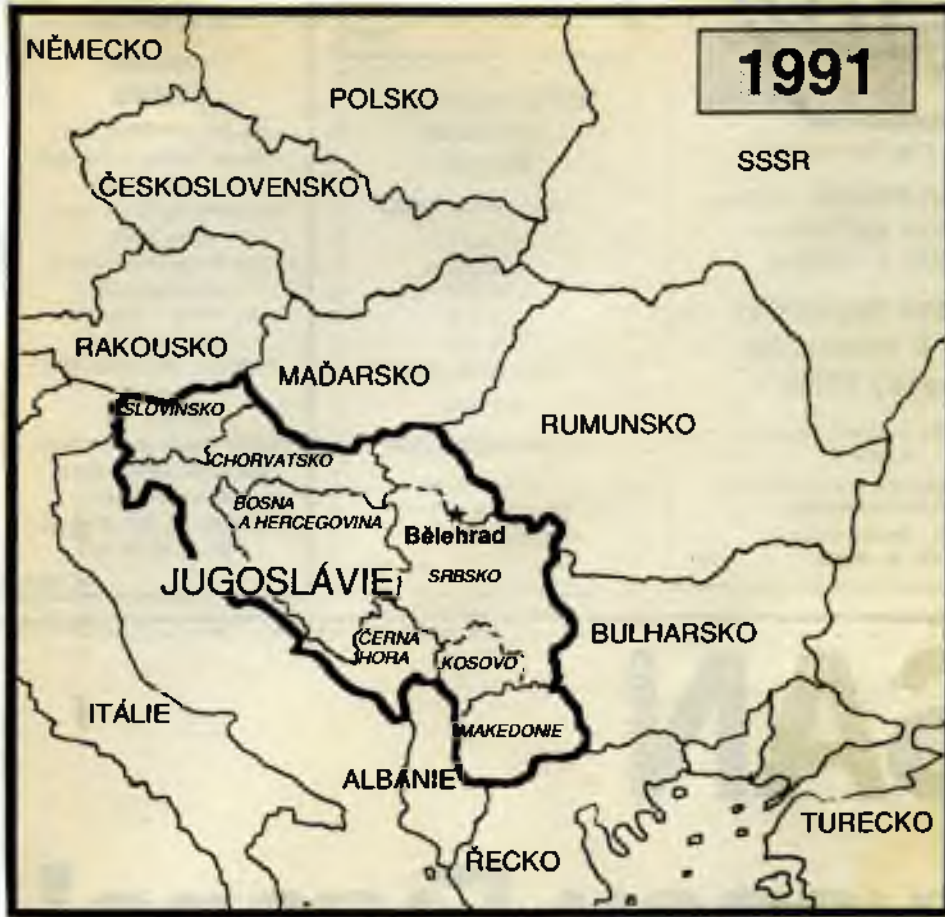 NĚMECKO
POLSKO
1991
SSSR
ČESKOSLOVENSKO
RAKOUSKO
MAĎARSKO
SLOVINSKO
RUMUNSKO
CHORVATSKO
BOSNA
A HERCEGOVINA
Bělehrad
JUGOSLÁVIE
SRBSKO
ČERNÁ
HORA
KOSOVO
BULHARSKO
ITÁLIE
MAKEDONIE
ALBANIE
TURECKO
ŘECKO